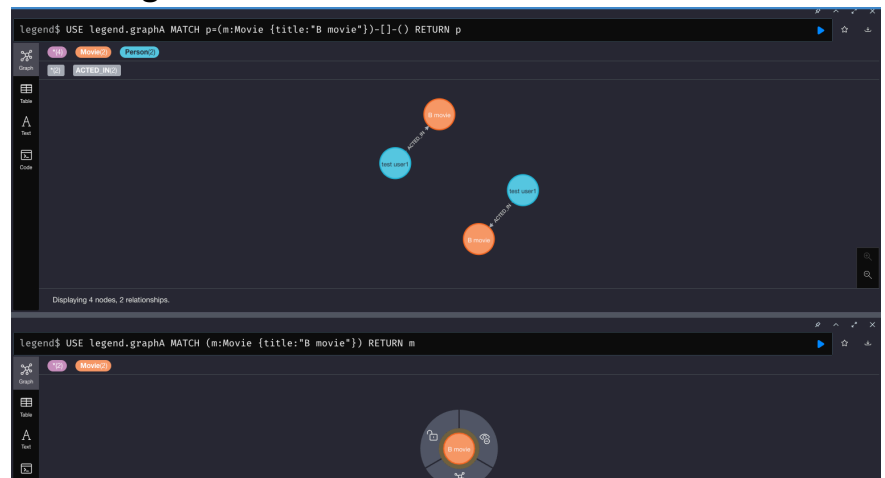 legend$ USE legend.graphA MATCH p=(m:Movie {title:"B movie"})-[]-() RETURN p
*(4) Movie(2) Person(2)
Graph
*(2) ACTED_IN(2)
Table
Text
Code
B movie
ACTED_IN
test user1
test user1
ACTED_IN
B movie
Displaying 4 nodes, 2 relationships.
legend$ USE legend.graphA MATCH (m:Movie {title:"B movie"}) RETURN m
*(2) Movie(2)
Graph
Table
Text
B movie